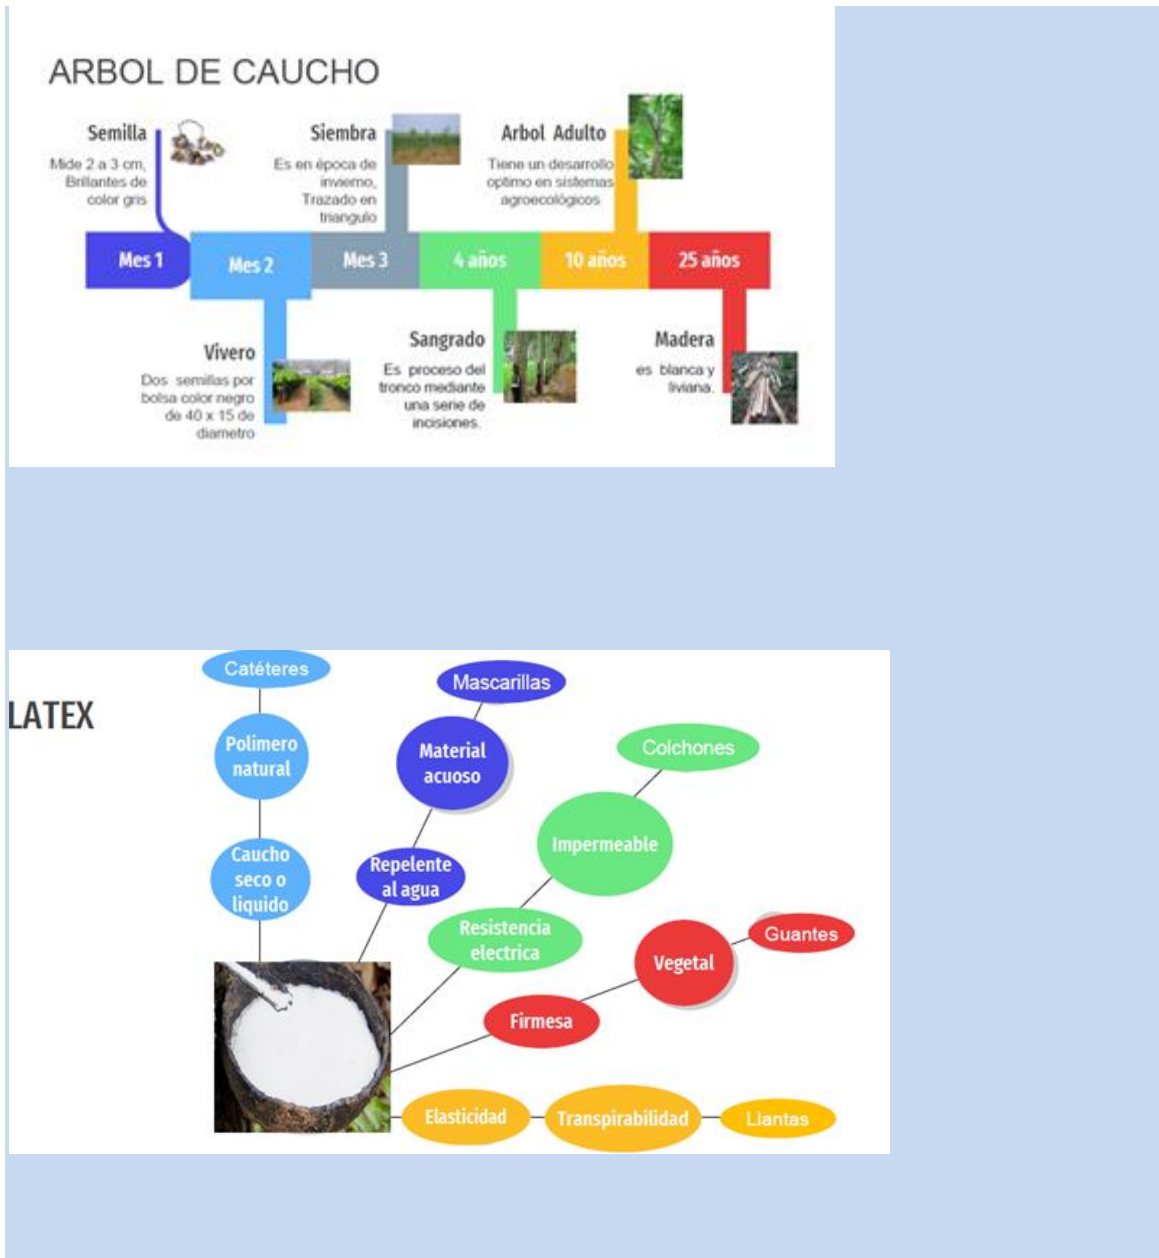 ARBOL DE CAUCHO
Semilla
Mide 2 a 3 cm,
Brillantes de
color gris
Siembra
Es en época de
invierno,
Trazado en
triangulo
Arbol Adulto
Tiene un desarrollo
optimo en sistemas
agroecológicos
Mes 1
Mes 2
Mes 3
4 años
10 años
25 años
Vivero
Dos semillas por
bolsa color negro
de 40 x 15 de
diametro
Sangrado
Es proceso del
tronco mediante
una serie de
incisiones.
Madera
es blanca y
liviana.
LATEX
Catéteres
Polimero
natural
Caucho
seco o
liquido
Mascarillas
Material
acuoso
Repelente
al agua
Colchones
Impermeable
Resistencia
electrica
Guantes
Vegetal
Firmesa
Elasticidad
Transpirabilidad
Llantas